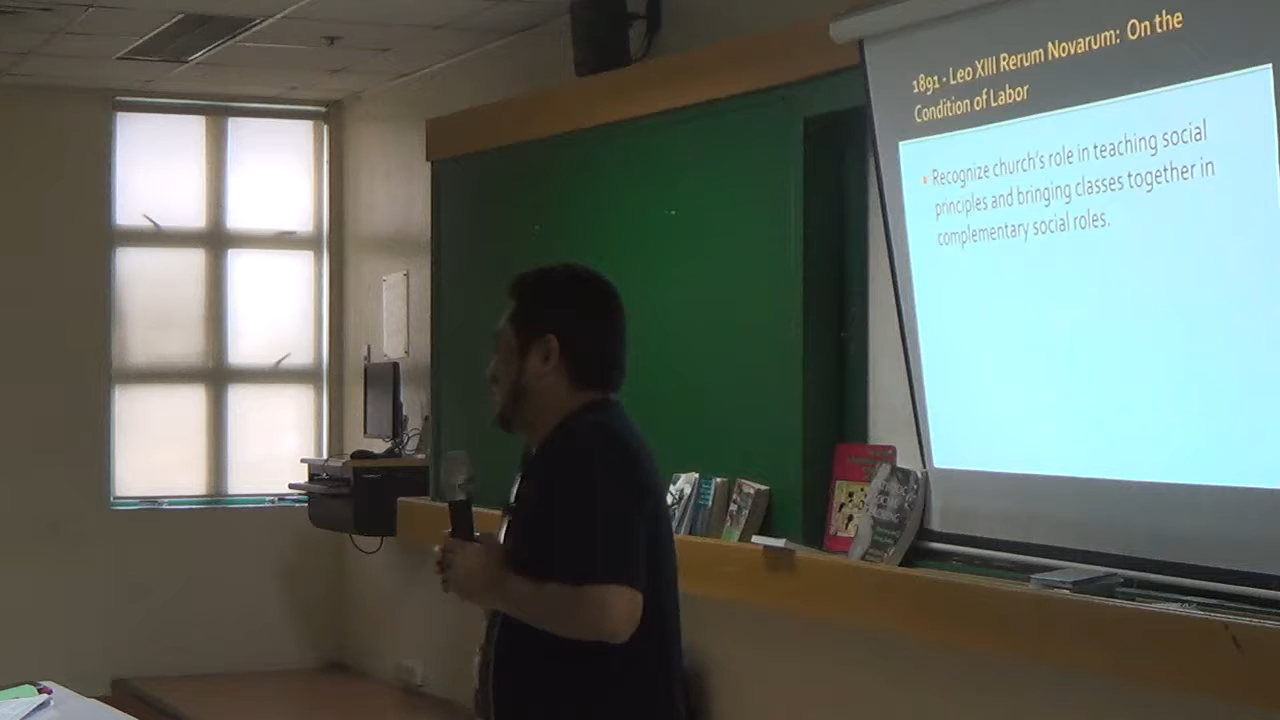 1891 - Leo XIII Rerum Novarum: On the
Condition of Labor
Recognize church's role in teaching social
principles and bringing classes together in
complementary social roles.